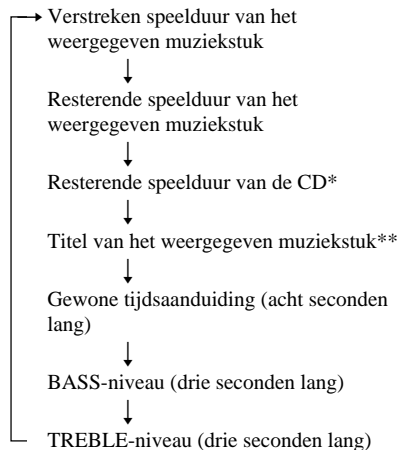 Verstreken speelduur van het
weergegeven muziekstuk
Resterende speelduur van het
weergegeven muziekstuk
Resterende speelduur van de CD*
Titel van het weergegeven muziekstuk**
Gewone tijdsaanduiding (acht seconden
lang)
BASS-niveau (drie seconden lang)
TREBLE-niveau (drie seconden lang)